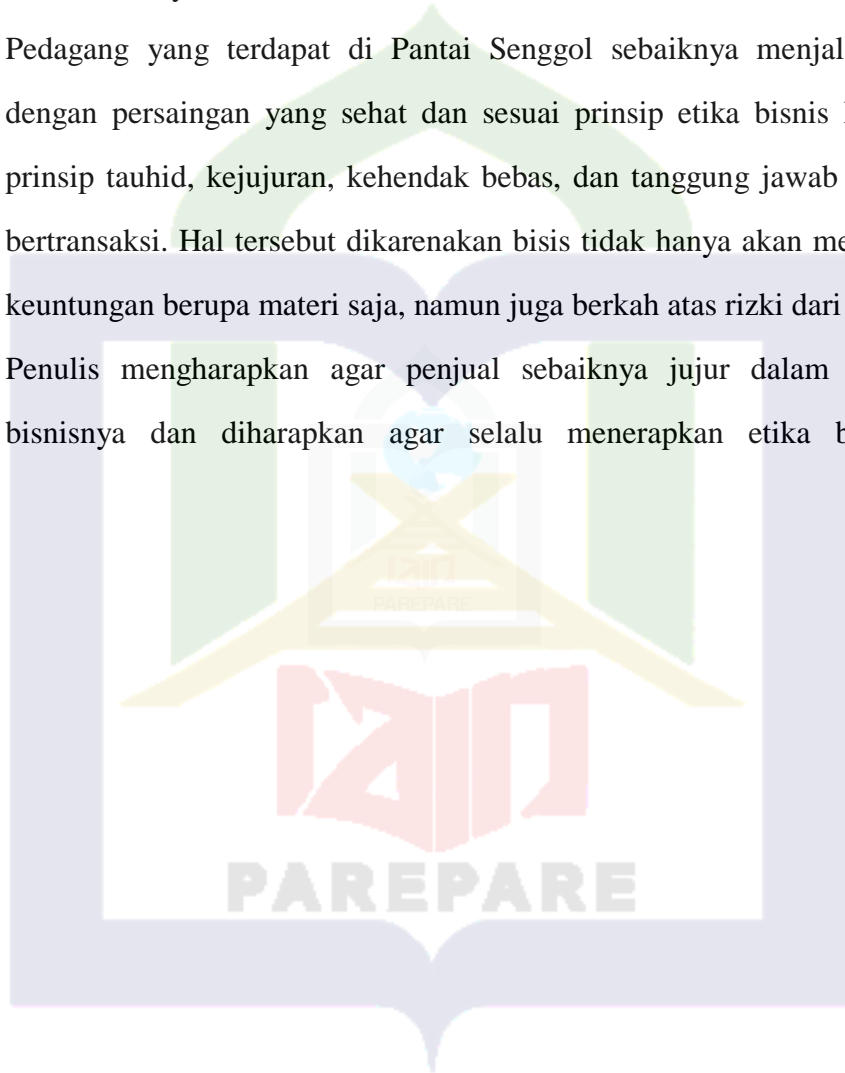 Pedagang yang terdapat di Pantai Senggol sebaiknya menjal
dengan persaingan yang sehat dan sesuai prinsip etika bisnis
prinsip tauhid, kejujuran, kehendak bebas, dan tanggung jawab
bertransaksi. Hal tersebut dikarenakan bisis tidak hanya akan me
keuntungan berupa materi saja, namun juga berkah atas rizki dari
Penulis mengharapkan agar penjual sebaiknya jujur dalam
bisnisnya dan diharapkan agar selalu menerapkan etika b
IAIN
PAREPARE
IAIN
PAREPARE